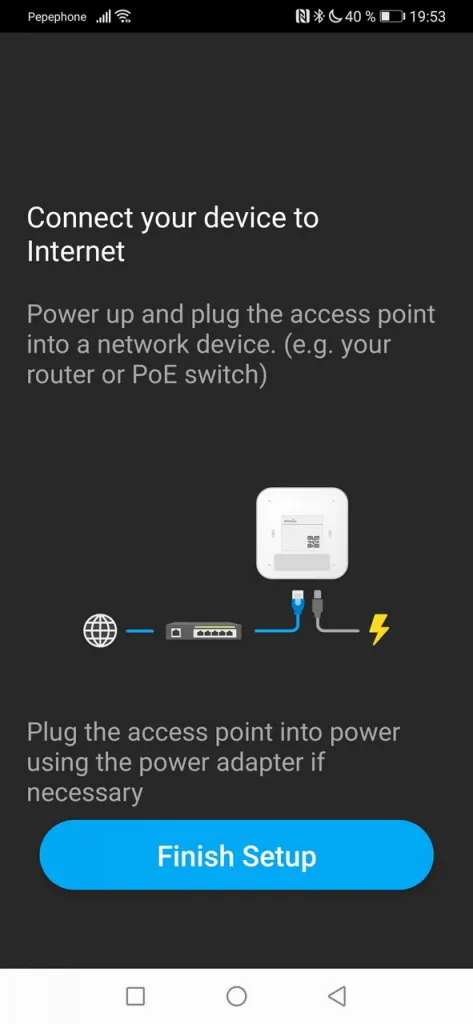 Pepephone 40 % 19:53
Connect your device to
Internet
Power up and plug the access point
into a network device. (e.g. your
router or PoE switch)
Plug the access point into power
using the power adapter if
necessary
Finish Setup